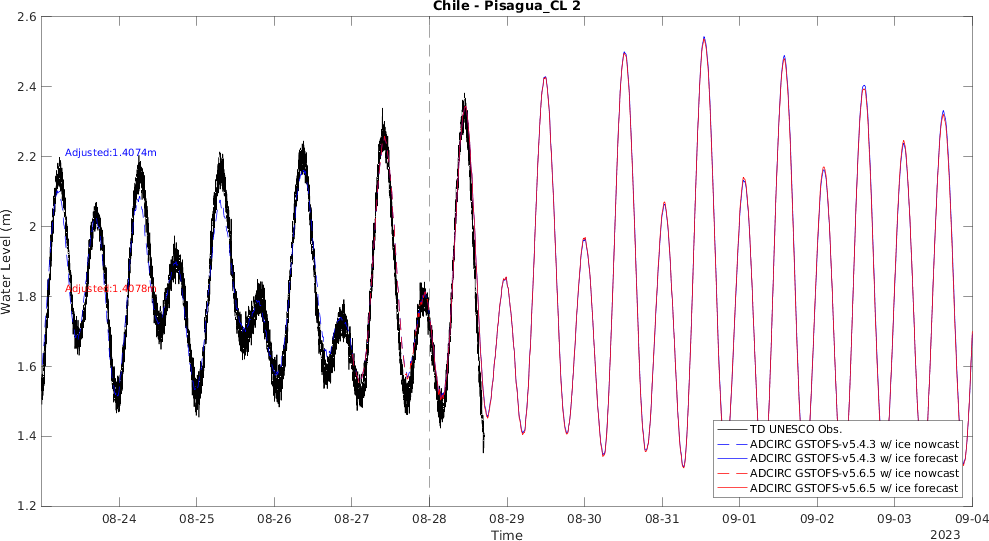 Chile - Pisagua_CL 2
2.6
2.4
2.2
2
1.8
1.6
1.4
1.2
Water Level (m)
Adjusted:1.4074m
Adjusted:1.4078m
TD UNESCO Obs.
ADCIRC GSTOFS-v5.4.3 w/ ice nowcast
ADCIRC GSTOFS-v5.4.3 w/ ice forecast
ADCIRC GSTOFS-v5.6.5 w/ ice nowcast
ADCIRC GSTOFS-v5.6.5 w/ ice forecast
08-24 08-25 08-26 08-27 08-28 08-29 08-30 08-31 09-01 09-02 09-03 09-04
Time
2023